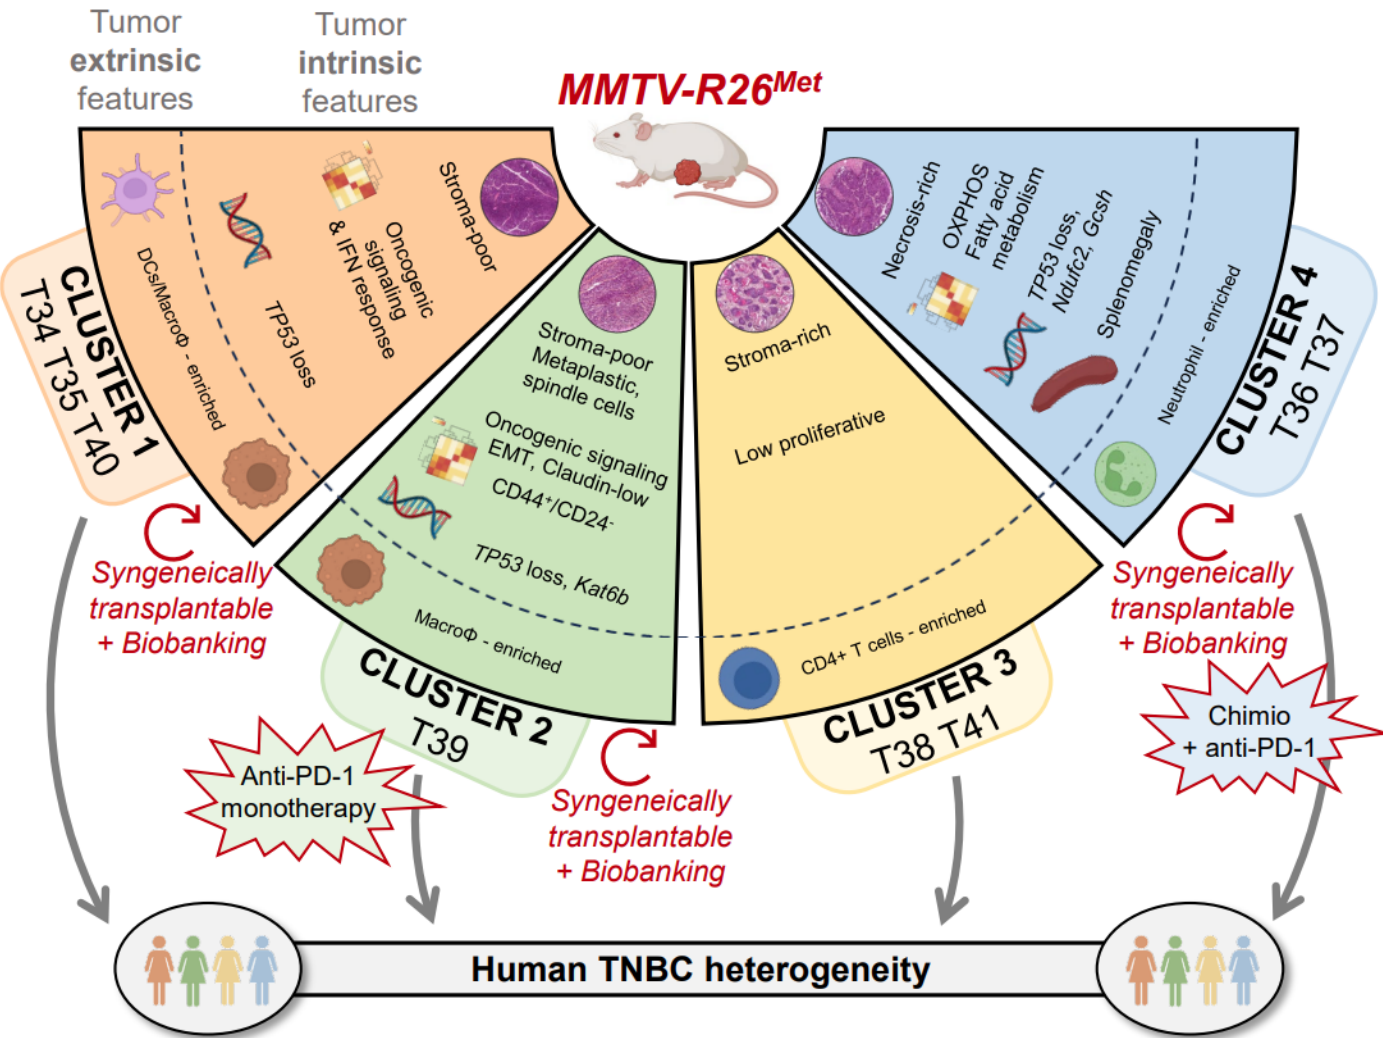 Tumor
extrinsic
features
Tumor
intrinsic
features
MMTV-R26Met
CLUSTER 1
T34 T35 T40
DCs/MacroΦ - enriched
TP53 loss
Oncogenic
signaling
& IFN response
Stroma-poor
Syngeneically
transplantable
+ Biobanking
Stroma-poor
Metaplastic,
spindle cells
Oncogenic signaling
EMT, Claudin-low
CD44+/CD24-
TP53 loss, Kat6b
MacroΦ - enriched
CLUSTER 2
T39
Anti-PD-1
monotherapy
Syngeneically
transplantable
+ Biobanking
Stroma-rich
Low proliferative
CD4+ T cells - enriched
CLUSTER 3
T38 T41
Necrosis-rich
OXPHOS
Fatty acid
metabolism
TP53 loss,
Ndufc2, Gcsh
Splenomegaly
Neutrophil - enriched
CLUSTER 4
T36 T37
Syngeneically
transplantable
+ Biobanking
Chimio
+ anti-PD-1
Human TNBC heterogeneity